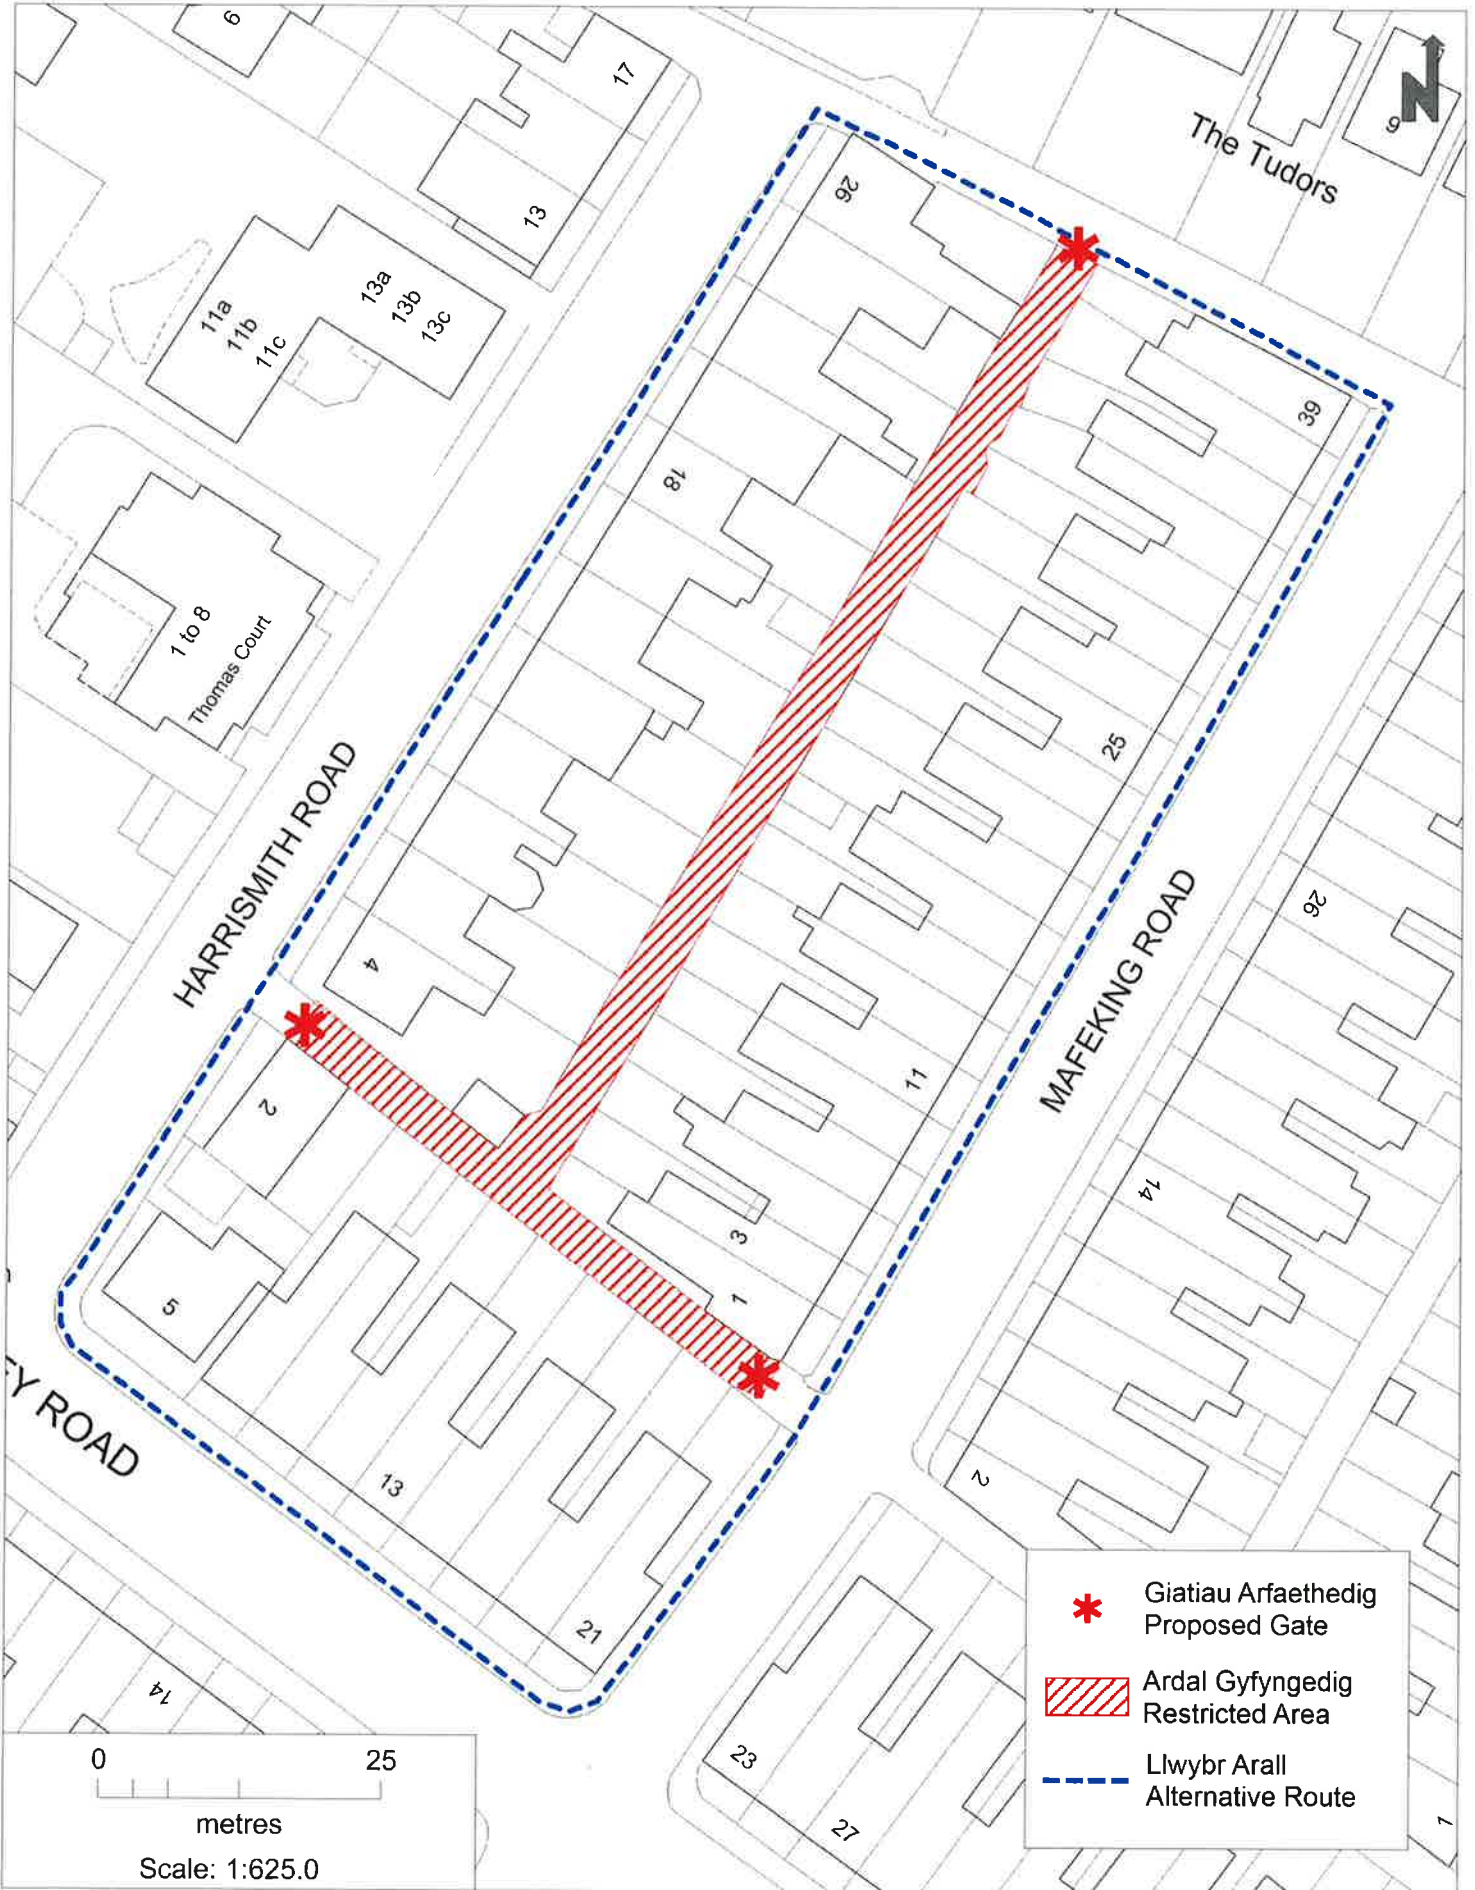 6
17
9
N
The Tudors
26
13
13a
13b
13c
11a
11b
11c
39
18
1 to 8
Thomas Court
25
HARRISMITH ROAD
26
MAFEKING ROAD
4
11
2
14
3
1
5
EY ROAD
13
2
21
14
23
27
1
Giatiau Arfaethedig
Proposed Gate
Ardal Gyfyngedig
Restricted Area
Llwybr Arall
Alternative Route
0 25
metres
Scale: 1:625.0